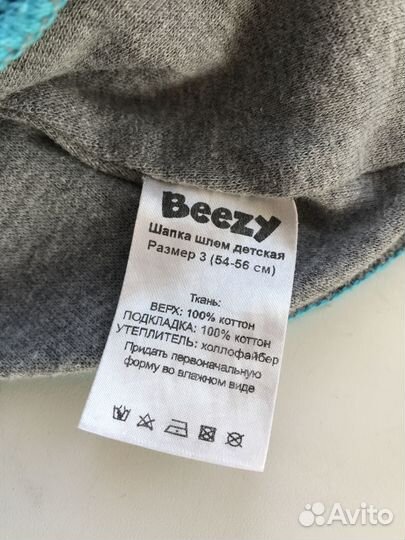 Beezy
Шапка шлем детская
Размер 3 (54-56 см)
Ткань:
ВЕРХ: 100% коттон
ПОДКЛАДКА: 100% коттон
УТЕПЛИТЕЛЬ: холлофайбер
Придать первоначальную
форму во влажном виде
Avito